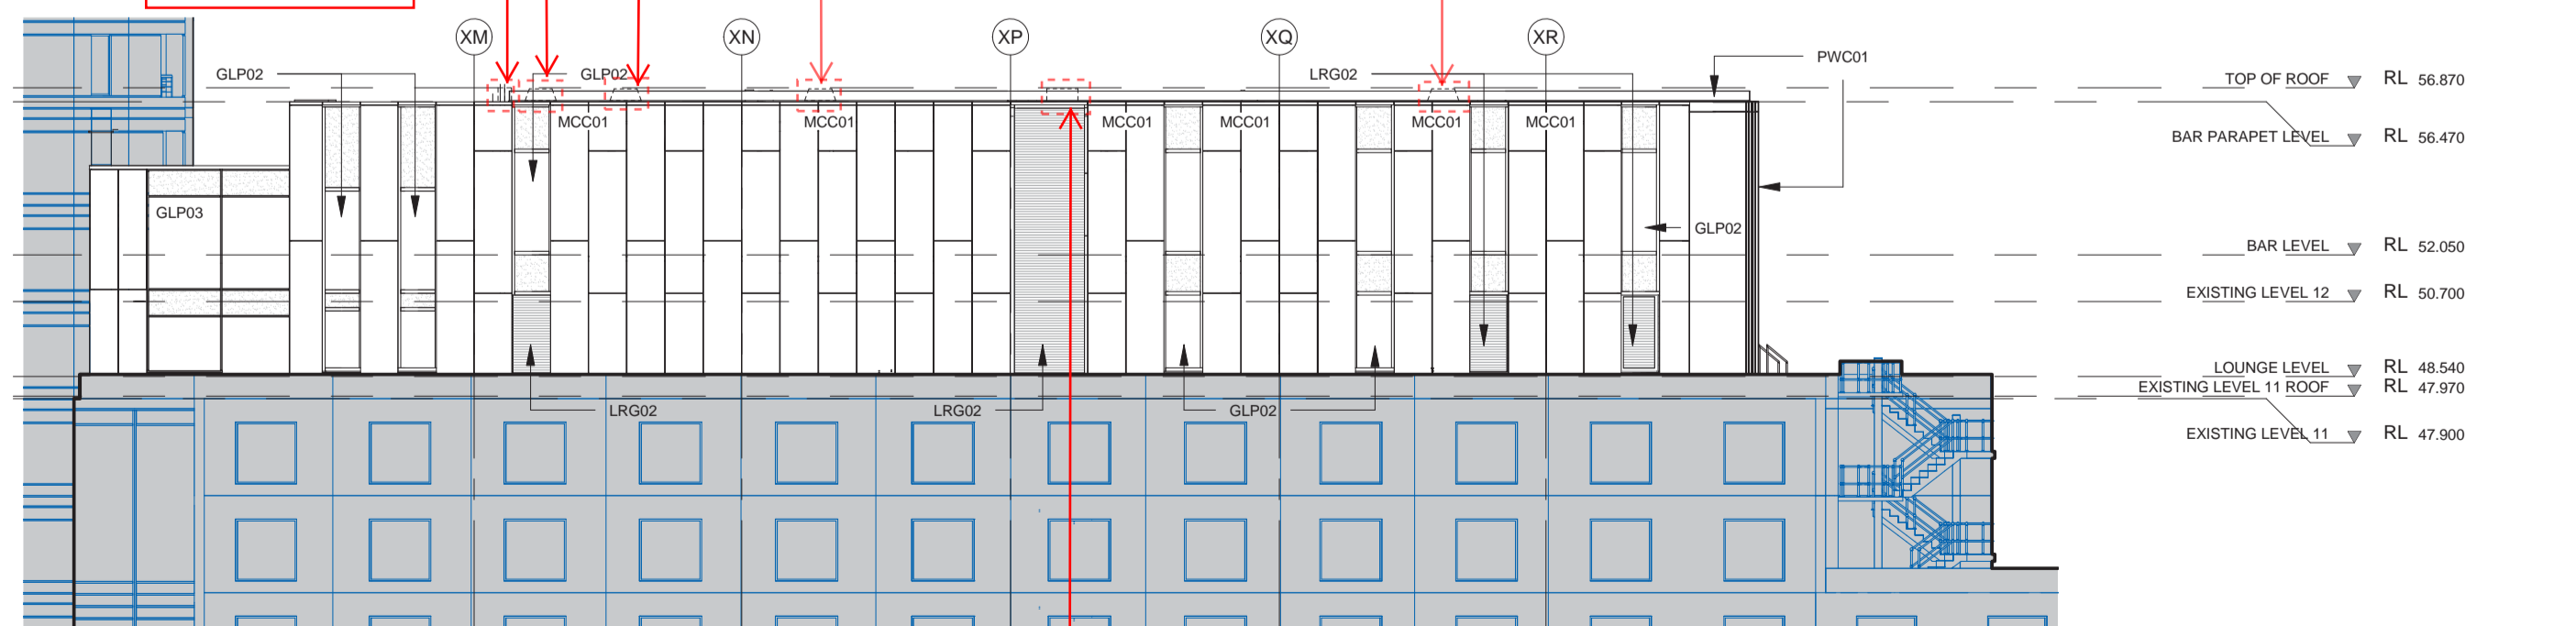 XM
XN
XP
XQ
XR
PWC01
GLP02
GLP02
LRG02
TOP OF ROOF RL 56.870
MCC01
MCC01
MCC01
MCC01
MCC01
MCC01
BAR PARAPET LEVEL RL 56.470
GLP03
GLP02
BAR LEVEL RL 52.050
EXISTING LEVEL 12 RL 50.700
LOUNGE LEVEL RL 48.540
EXISTING LEVEL 11 ROOF RL 47.970
LRG02
LRG02
GLP02
EXISTING LEVEL 11 RL 47.900